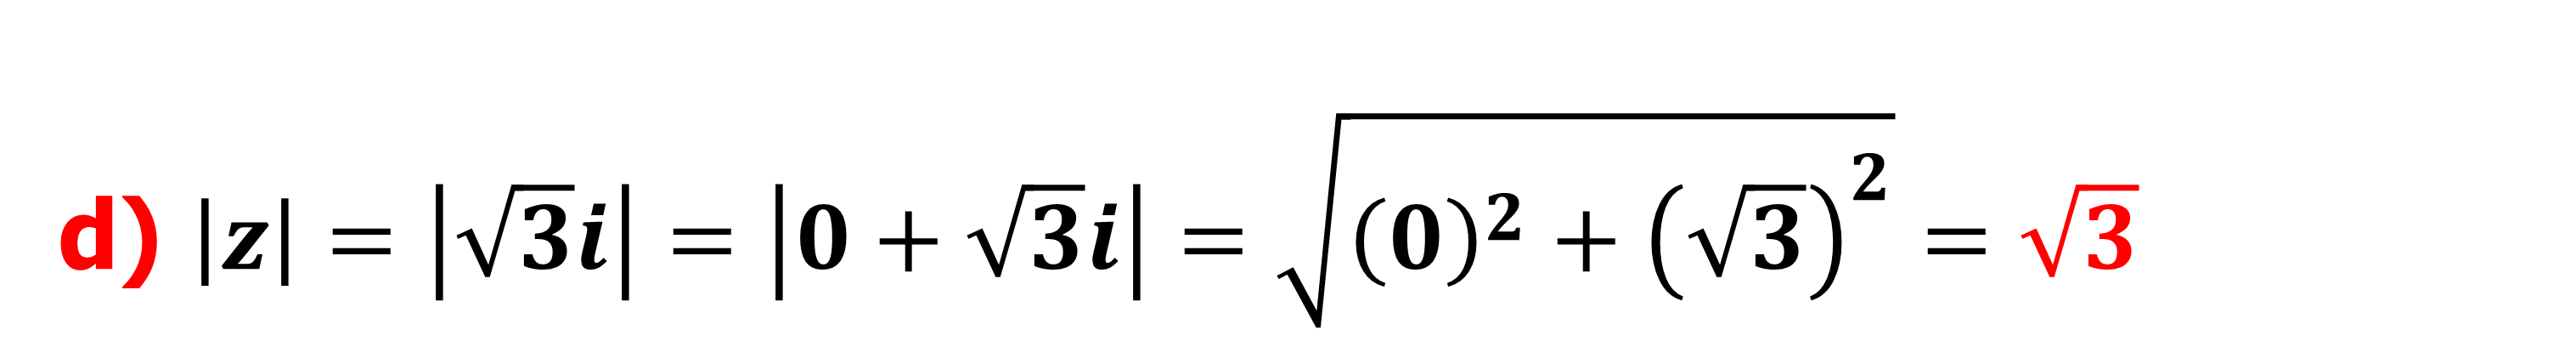 d) |z| = |√3i| = |0 + √3i| = √((0)² + (√3)²) = √3